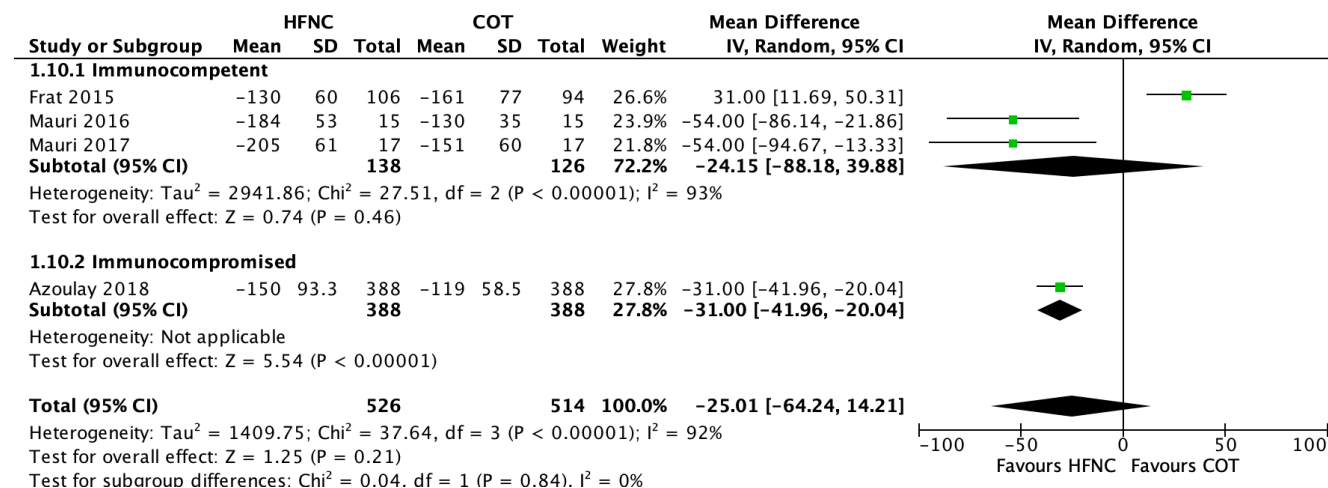 HFNC COT Mean Difference Mean Difference
Study or Subgroup Mean SD Total Mean SD Total Weight IV, Random, 95% CI IV, Random, 95% CI
1.10.1 Immunocompetent
Frat 2015 −130 60 106 −161 77 94 26.6% 31.00 [11.69, 50.31]
Mauri 2016 −184 53 15 −130 35 15 23.9% −54.00 [−86.14, −21.86]
Mauri 2017 −205 61 17 −151 60 17 21.8% −54.00 [−94.67, −13.33]
Subtotal (95% CI) 138 126 72.2% −24.15 [−88.18, 39.88]
Heterogeneity: Tau² = 2941.86; Chi² = 27.51, df = 2 (P < 0.00001); I² = 93%
Test for overall effect: Z = 0.74 (P = 0.46)
1.10.2 Immunocompromised
Azoulay 2018 −150 93.3 388 −119 58.5 388 27.8% −31.00 [−41.96, −20.04]
Subtotal (95% CI) 388 388 27.8% −31.00 [−41.96, −20.04]
Heterogeneity: Not applicable
Test for overall effect: Z = 5.54 (P < 0.00001)
Total (95% CI) 526 514 100.0% −25.01 [−64.24, 14.21]
Heterogeneity: Tau² = 1409.75; Chi² = 37.64, df = 3 (P < 0.00001); I² = 92%
Test for overall effect: Z = 1.25 (P = 0.21)
Test for subgroup differences: Chi² = 0.04, df = 1 (P = 0.84), I² = 0%
−100 −50 0 50 100
Favours HFNC Favours COT